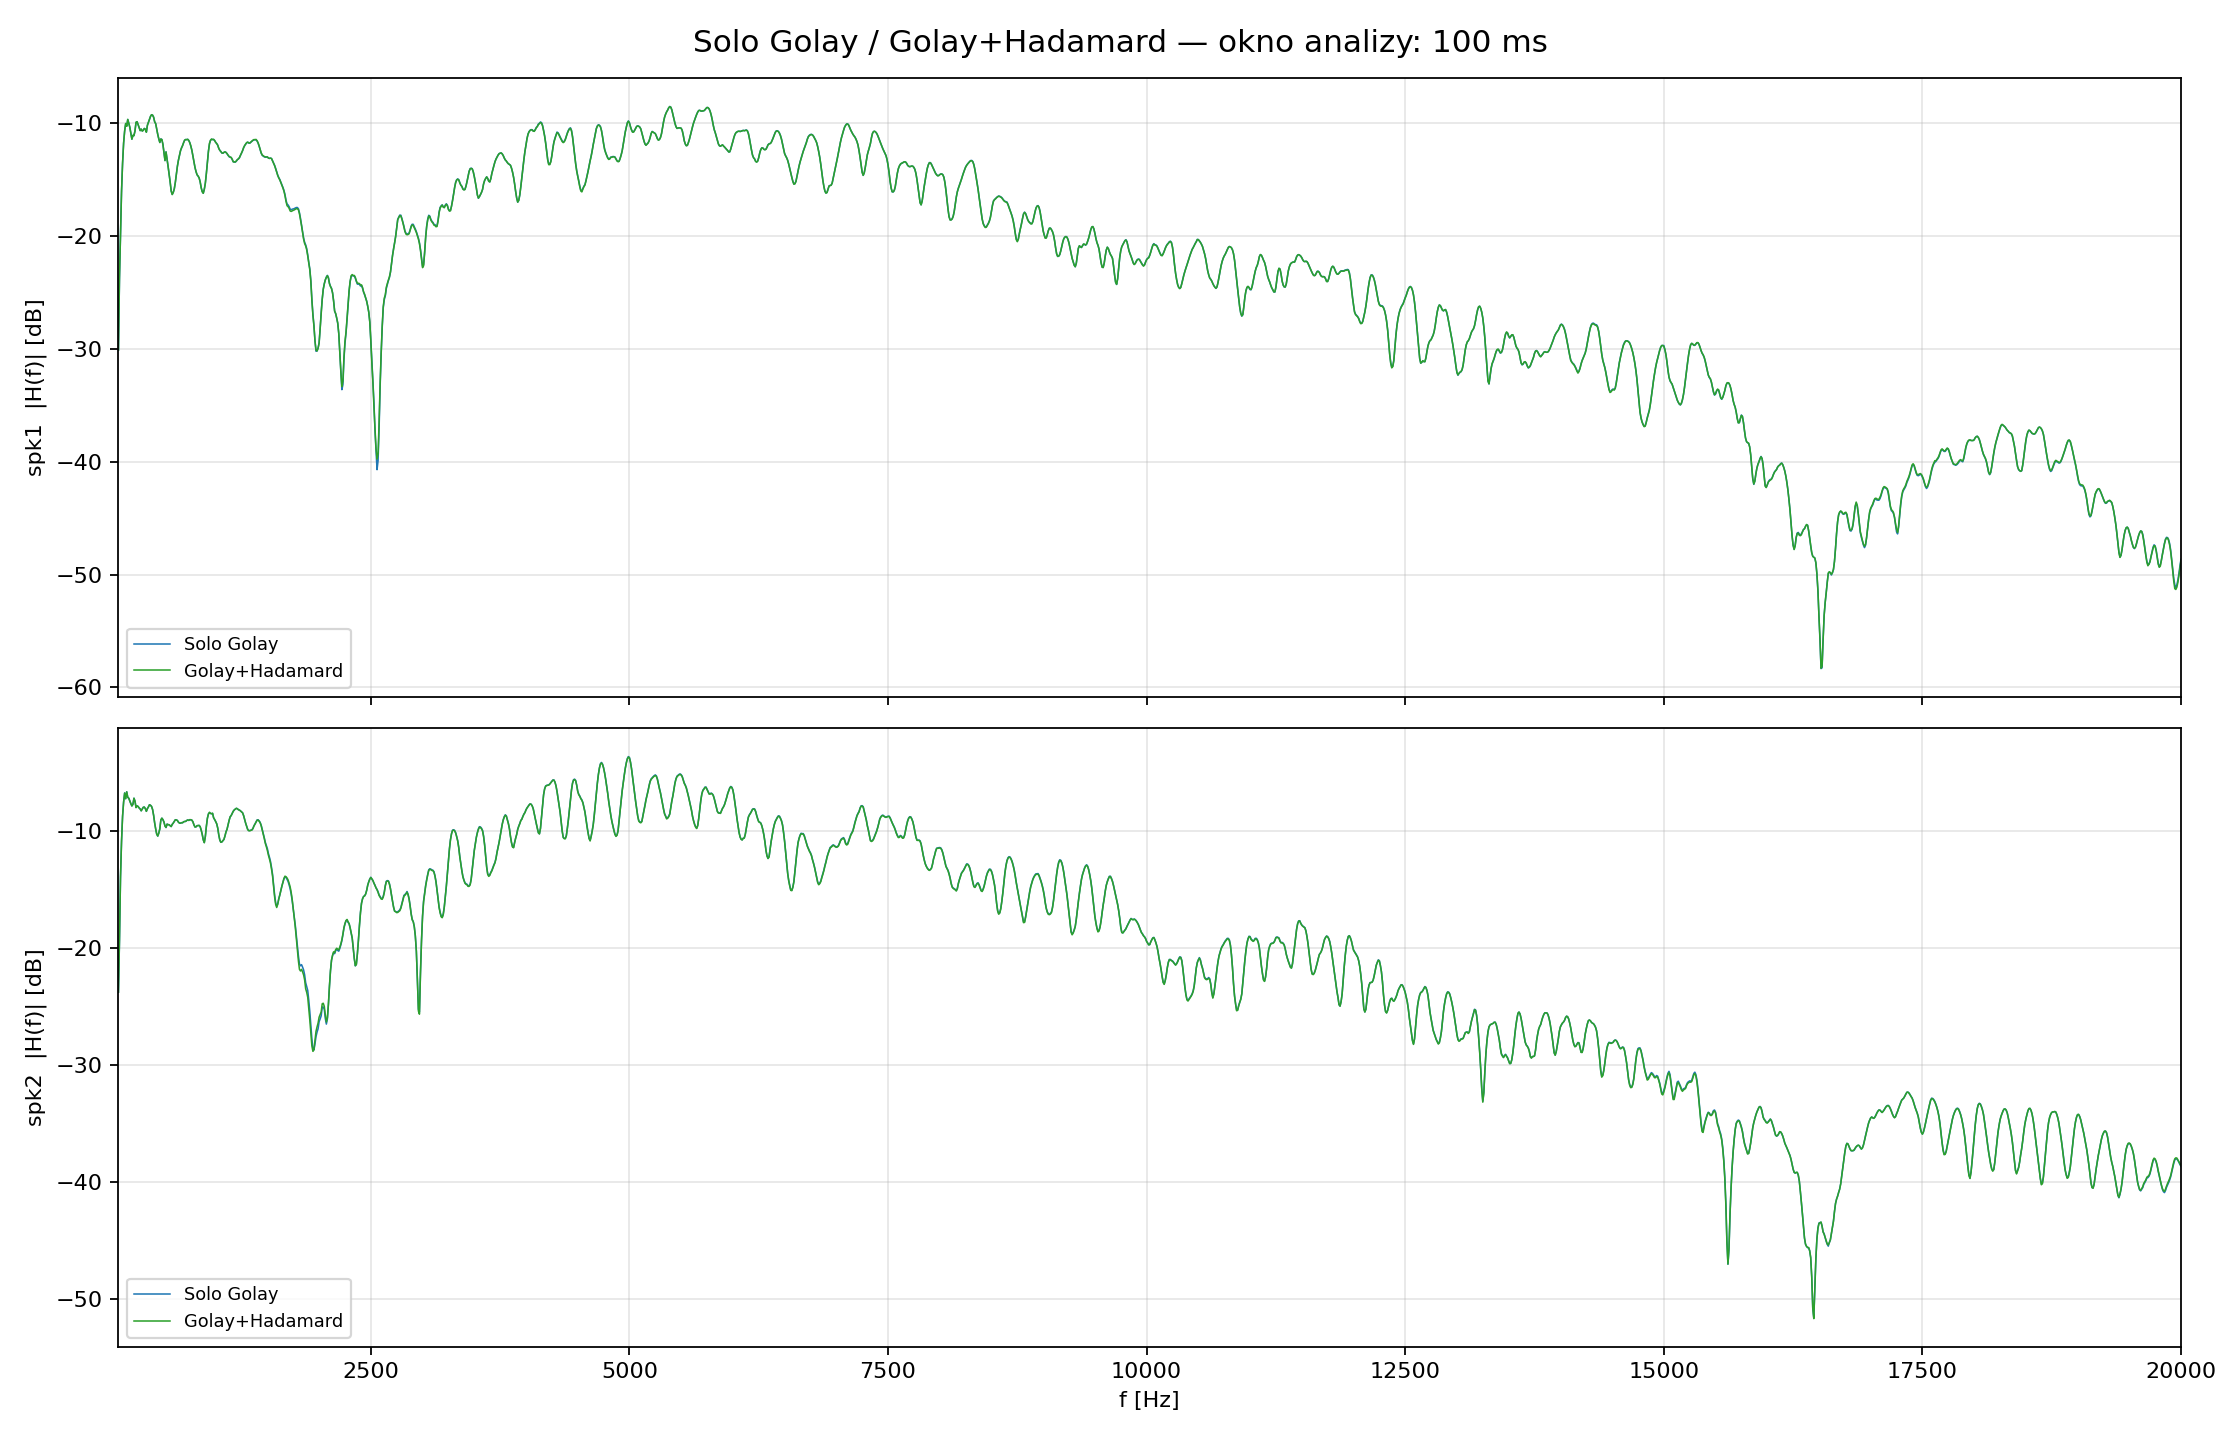 Solo Golay / Golay+Hadamard — okno analizy: 100 ms
spk1 |H(f)| [dB]
−10
−20
−30
−40
−50
−60
Solo Golay
Golay+Hadamard
spk2 |H(f)| [dB]
−10
−20
−30
−40
−50
Solo Golay
Golay+Hadamard
2500 5000 7500 10000 12500 15000 17500 20000
f [Hz]